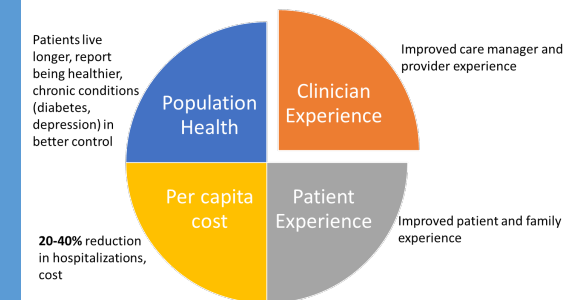 Patients live
longer, report
being healthier,
chronic conditions
(diabetes,
depression) in
better control
Population
Health
Clinician
Experience
Improved care manager and
provider experience
Per capita
cost
Patient
Experience
20-40% reduction
in hospitalizations,
cost
Improved patient and family
experience